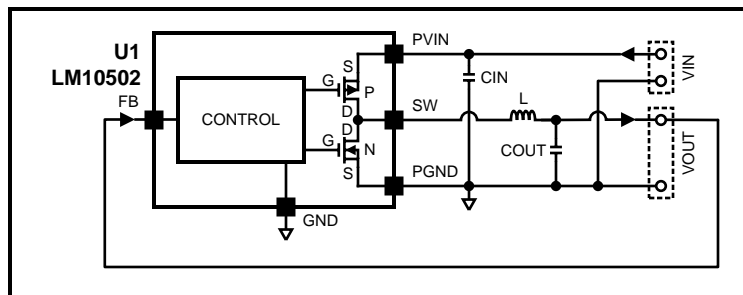 U1
LM10502
FB
CONTROL
G
S
P
D
D
G
N
S
PVIN
SW
PGND
GND
CIN
L
COUT
VIN
VOUT